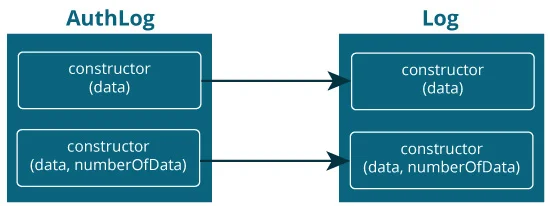 AuthLog
constructor
(data)
constructor
(data, numberOfData)
Log
constructor
(data)
constructor
(data, numberOfData)